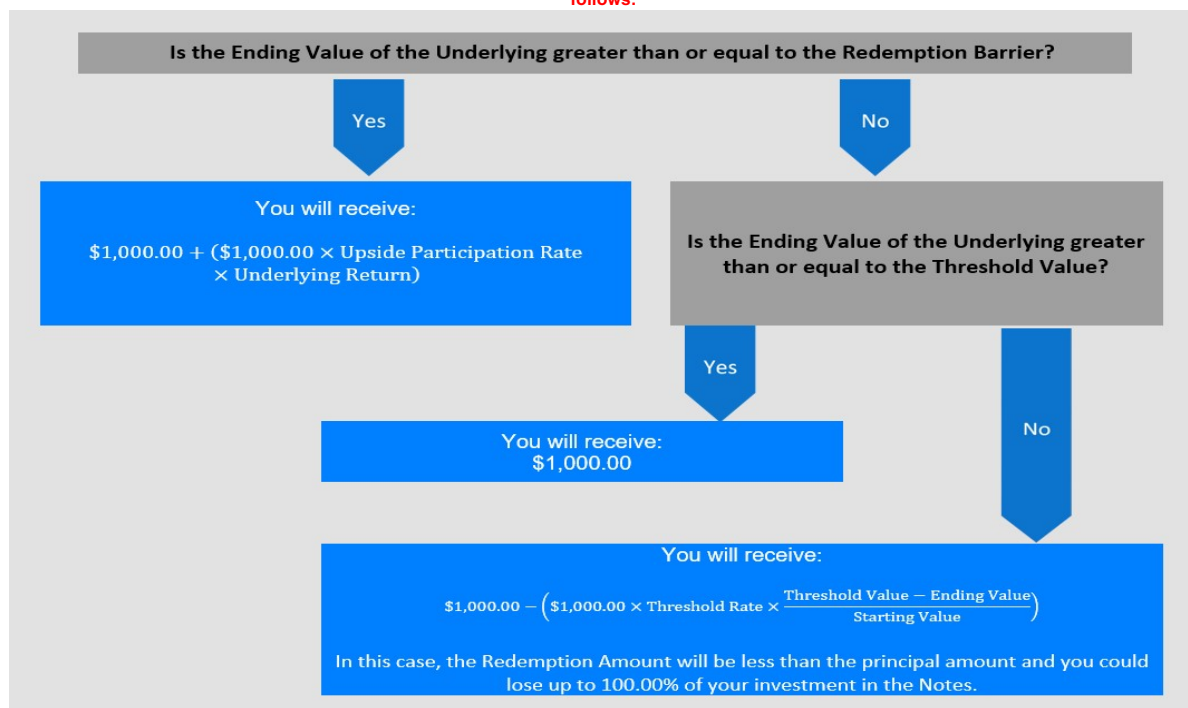 follows:
Is the Ending Value of the Underlying greater than or equal to the Redemption Barrier?
Yes
No
You will receive:
$1,000.00 + ($1,000.00 × Upside Participation Rate
× Underlying Return)
Is the Ending Value of the Underlying greater
than or equal to the Threshold Value?
Yes
No
You will receive:
$1,000.00
You will receive:
$1,000.00 − ($1,000.00 × Threshold Rate × (Threshold Value − Ending Value)/(Starting Value))
In this case, the Redemption Amount will be less than the principal amount and you could
lose up to 100.00% of your investment in the Notes.